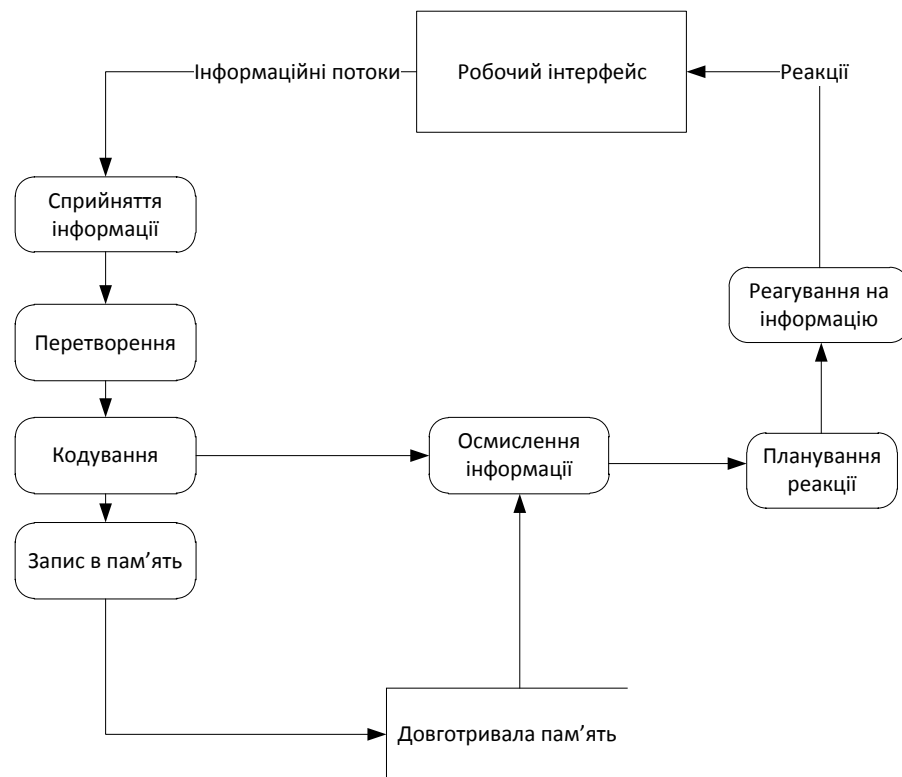 Інформаційні потоки
Робочий інтерфейс
Реакції
Сприйняття
інформації
Реагування на
інформацію
Перетворення
Кодування
Осмислення
інформації
Планування
реакції
Запис в пам’ять
Довготривала пам’ять